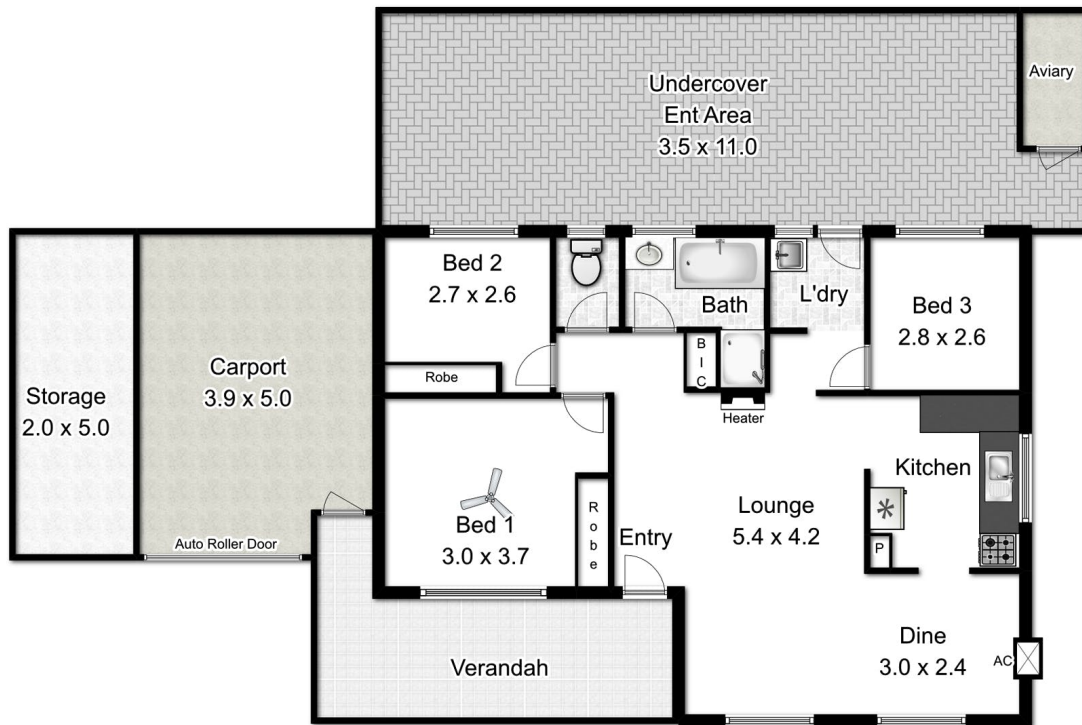 Undercover
Ent Area
3.5 x 11.0
Aviary
Bed 2
2.7 x 2.6
Bath
L'dry
Bed 3
2.8 x 2.6
Storage
2.0 x 5.0
Carport
3.9 x 5.0
Auto Roller Door
Robe
B
I
C
Heater
Bed 1
3.0 x 3.7
R
o
b
e
Entry
Lounge
5.4 x 4.2
Kitchen
P
Verandah
Dine
3.0 x 2.4
AC